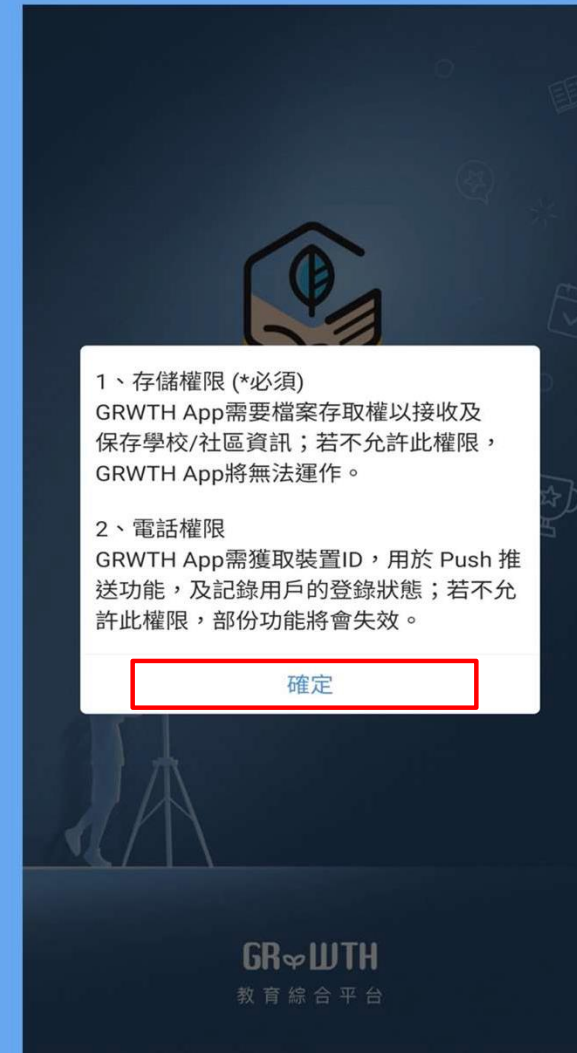 1、存儲權限 (*必須)
GRWTH App需要檔案存取權以接收及
保存學校/社區資訊；若不允許此權限，
GRWTH App將無法運作。
2、電話權限
GRWTH App需獲取裝置ID，用於 Push 推
送功能，及記錄用戶的登錄狀態；若不允
許此權限，部份功能將會失效。
確定
GRWTH
教育綜合平台